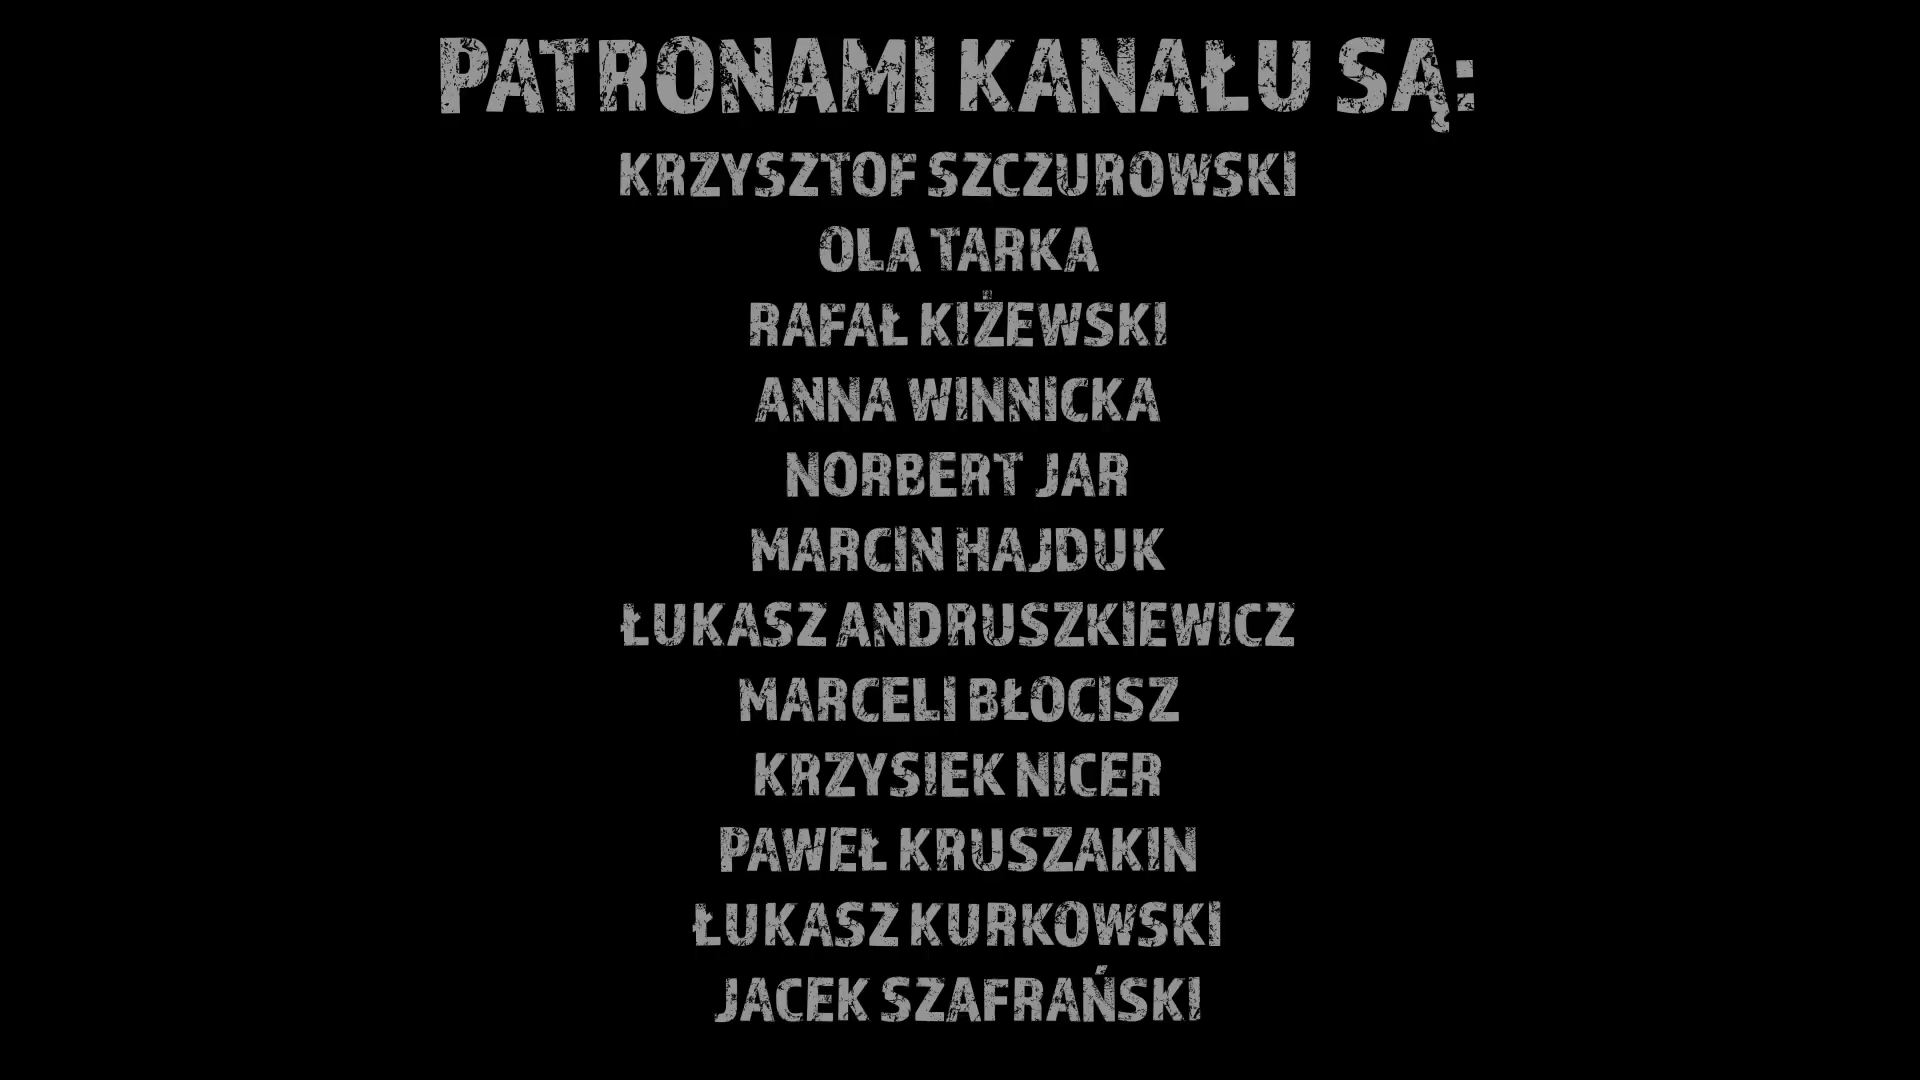 PATRONAMI KANAŁU SĄ:
KRZYSZTOF SZCZUROWSKI
OLA TARKA
RAFAŁ KIŻEWSKI
ANNA WINNICKA
NORBERT JAR
MARCIN HAJDUK
ŁUKASZ ANDRUSZKIEWICZ
MARCELI BŁOCISZ
KRZYSIEK NICER
PAWEŁ KRUSZAKIN
ŁUKASZ KURKOWSKI
JACEK SZAFRAŃSKI